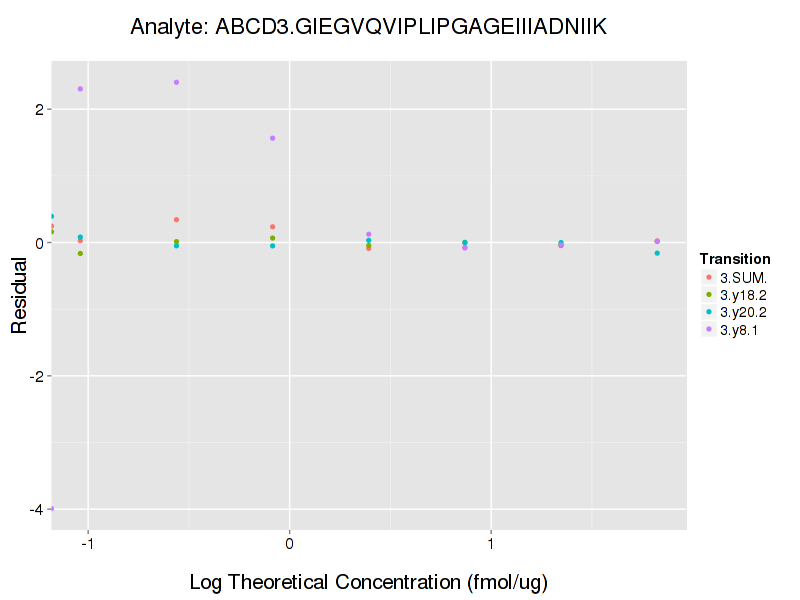 Analyte: ABCD3.GIEGVQVIPLIPGAGEIIIADNIIK
Residual
2
0
-2
-4
-1
0
1
Log Theoretical Concentration (fmol/ug)
Transition
3.SUM.
3.y18.2
3.y20.2
3.y8.1